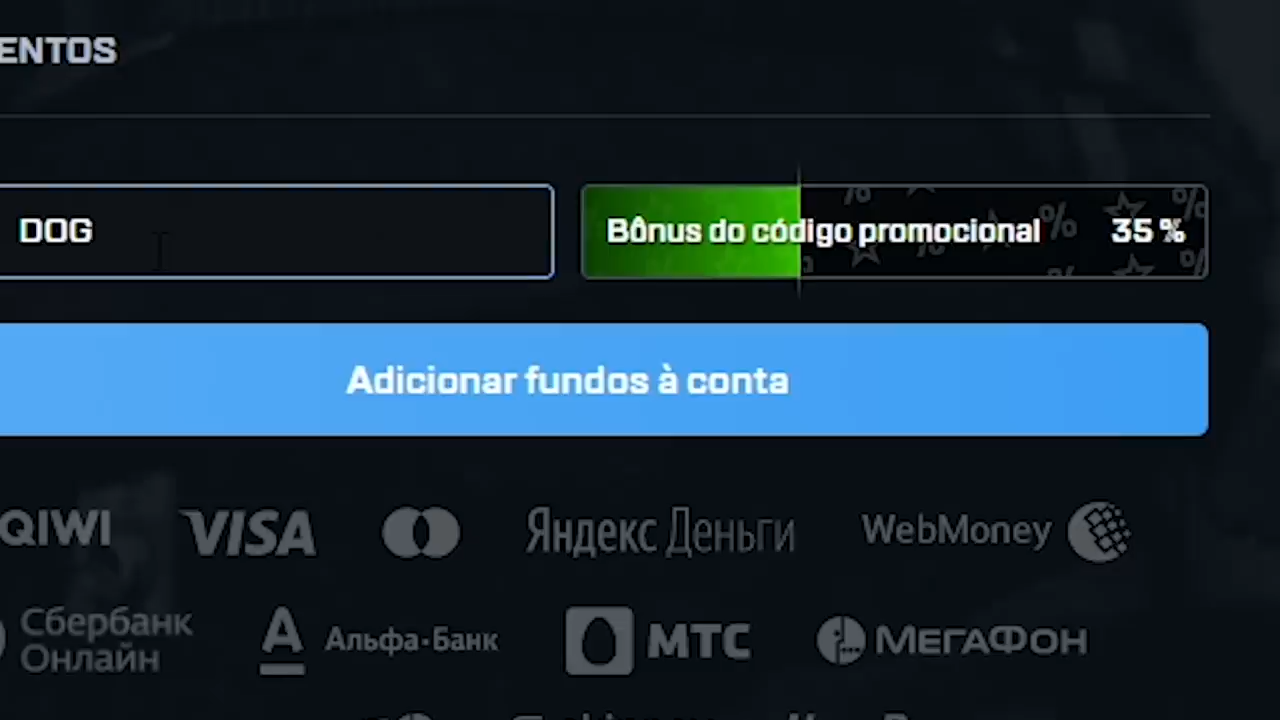 ENTOS
DOG
Bônus do código promocional 35 %
Adicionar fundos à conta
QIWI VISA Яндекс Деньги WebMoney
Сбербанк
Онлайн
Альфа·Банк МТС МЕГАФОН